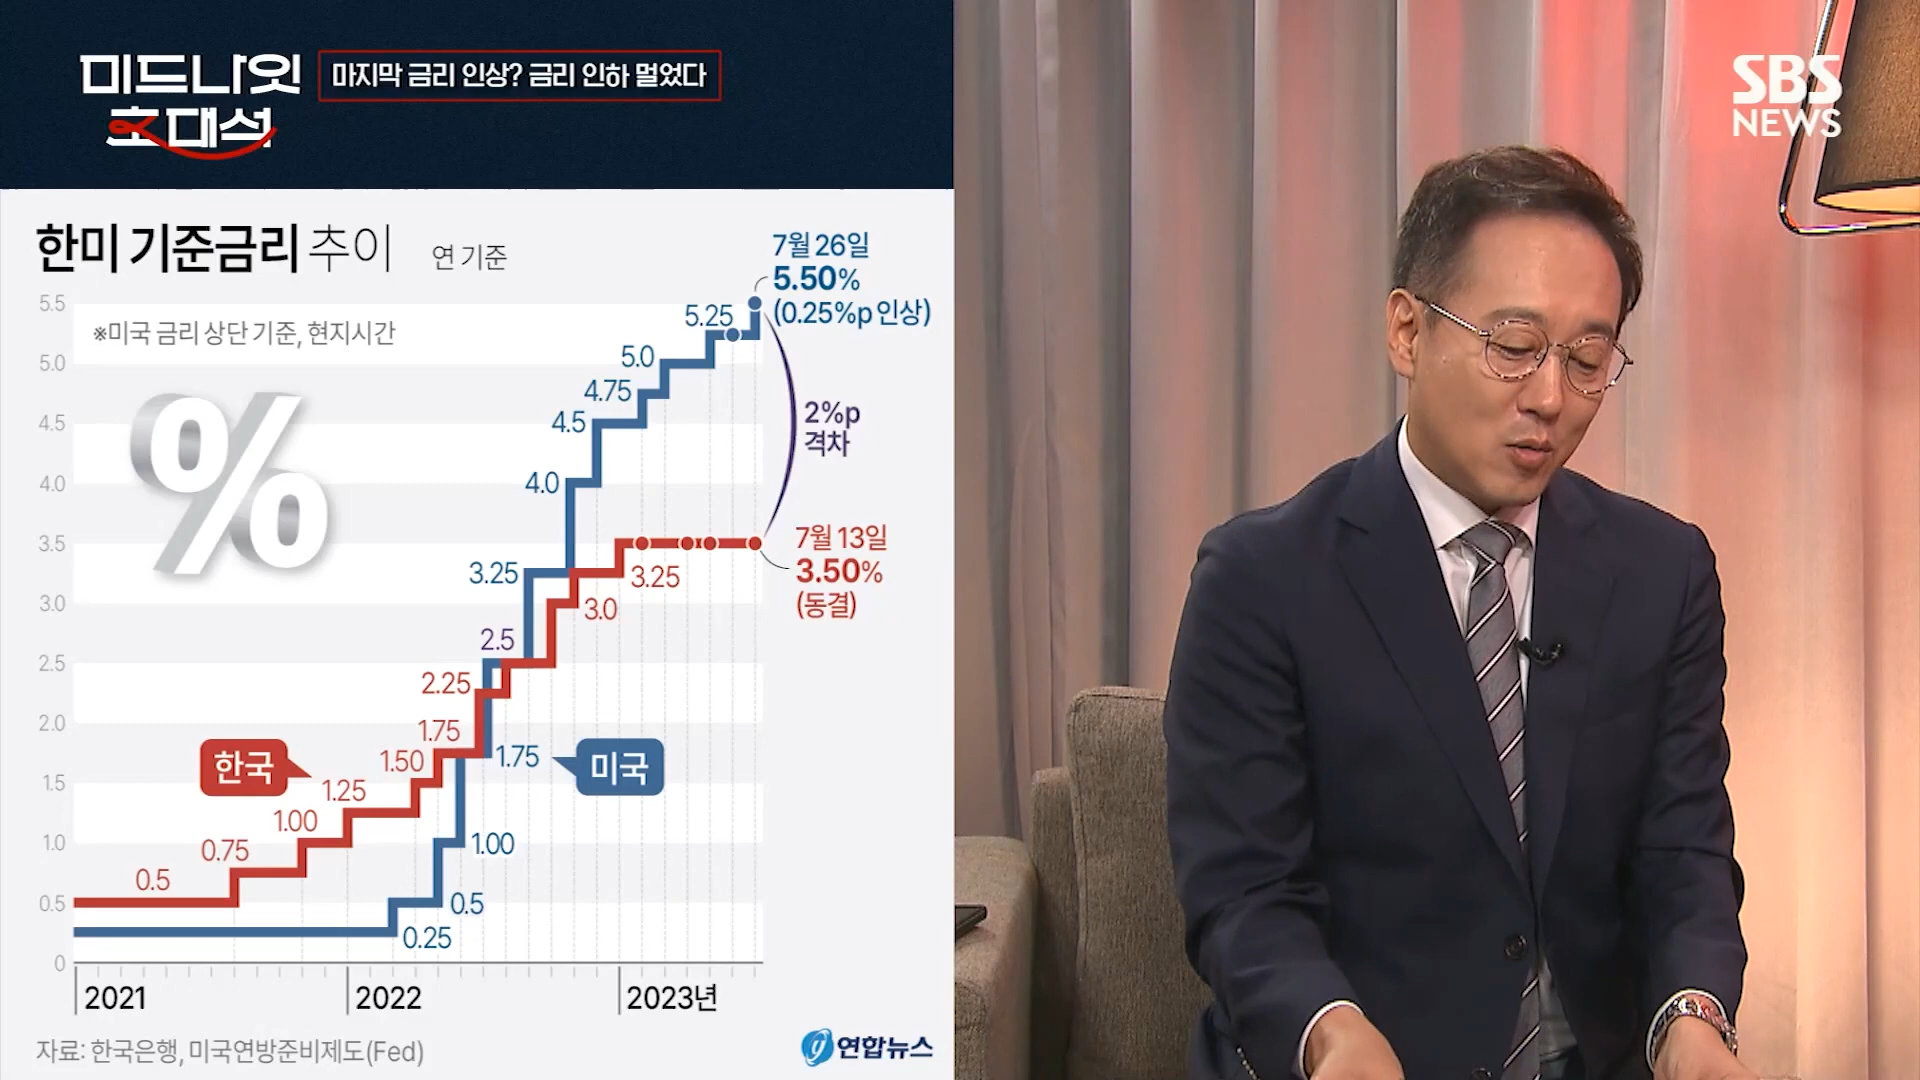 미드나잇
초대석
마지막 금리 인상? 금리 인하 멀었다
SBS
NEWS
한미 기준금리 추이 연 기준
※미국 금리 상단 기준, 현지시간
%
7월 26일
5.50%
(0.25%p 인상)
5.5
5.0
4.5
4.0
3.5
3.0
2.5
2.0
1.5
1.0
0.5
0
5.25
5.0
4.75
4.5
4.0
3.25
2.5
2.25
1.75
1.50
1.25
1.00
0.75
0.5
2%p
격차
7월 13일
3.50%
(동결)
3.25
3.0
한국
1.75
미국
1.00
0.5
0.25
2021
2022
2023년
자료: 한국은행, 미국연방준비제도(Fed)
연합뉴스